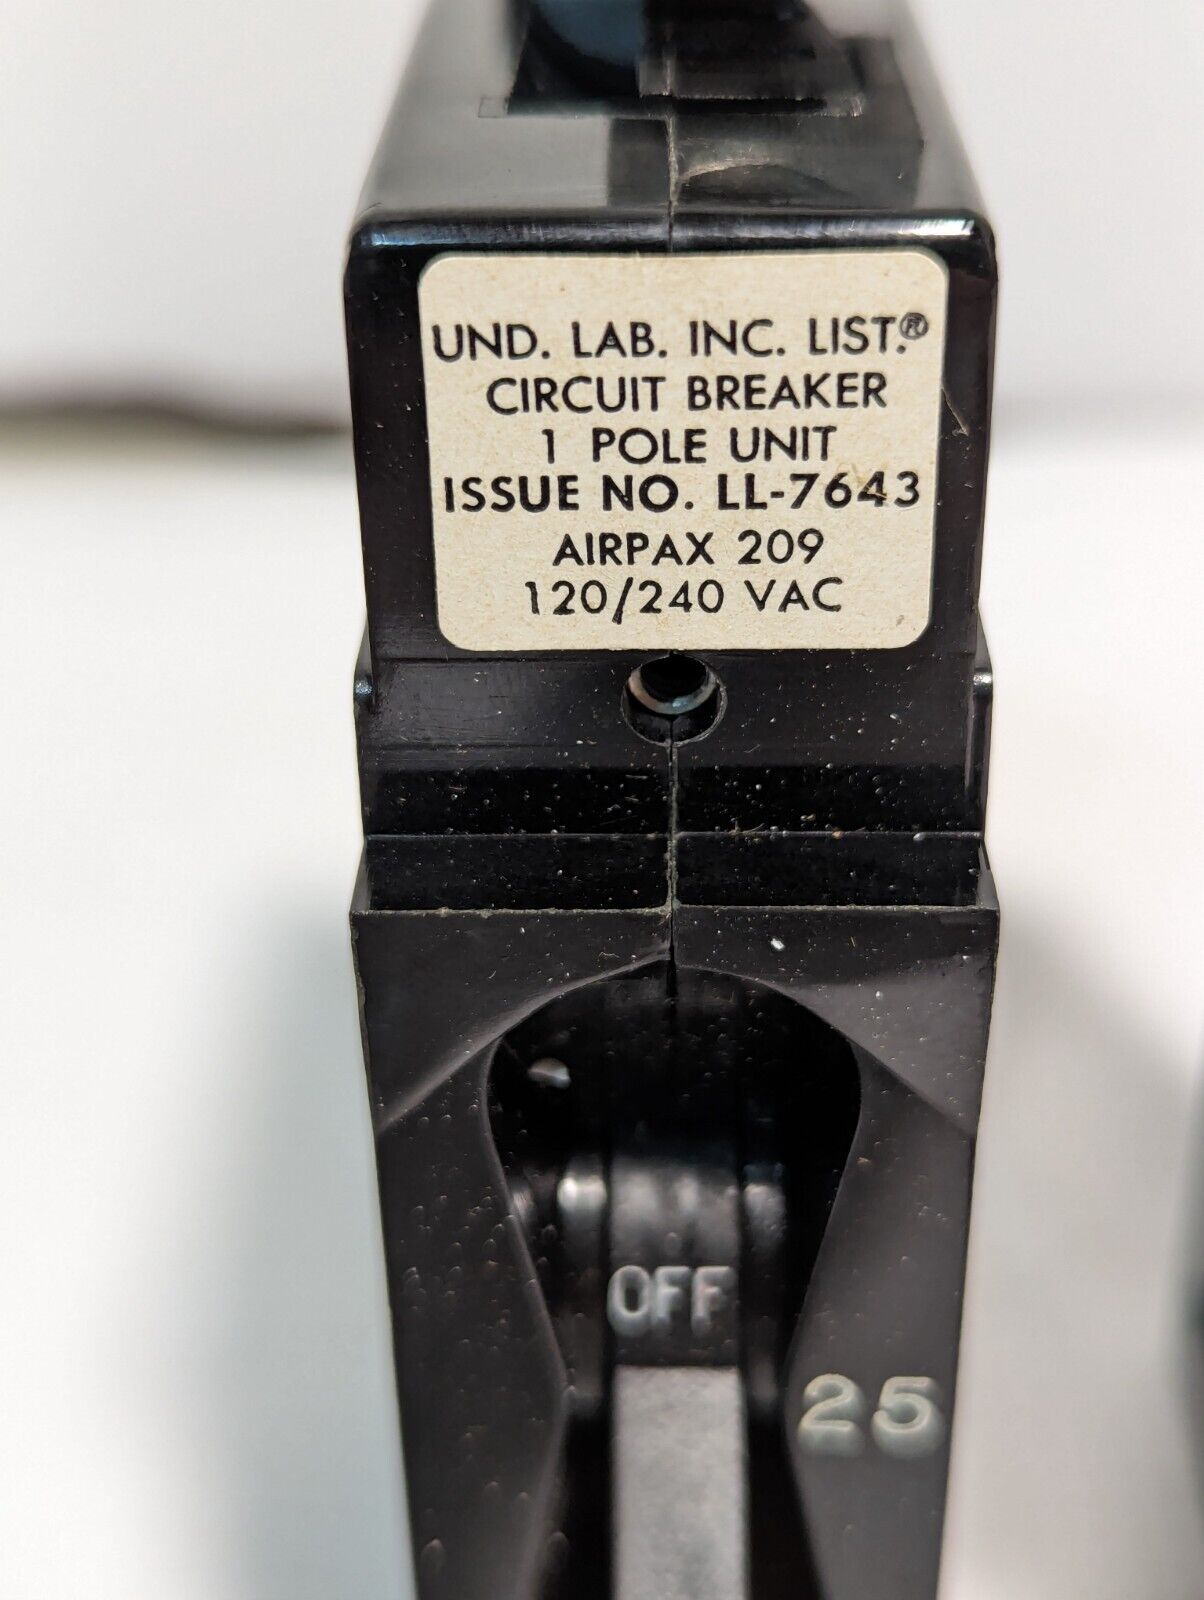 UND. LAB. INC. LIST.®
CIRCUIT BREAKER
1 POLE UNIT
ISSUE NO. LL-7643
AIRPAX 209
120/240 VAC
OFF
25